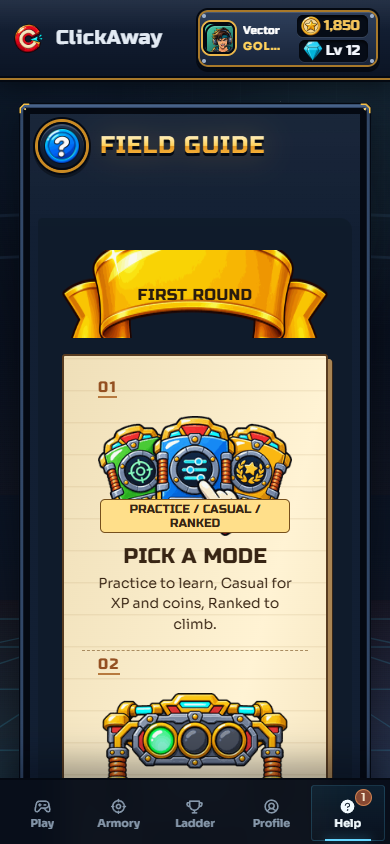 ClickAway
Vector
GOL...
1,850
Lv 12
?
FIELD GUIDE
FIRST ROUND
01
PRACTICE / CASUAL /
RANKED
PICK A MODE
Practice to learn, Casual for
XP and coins, Ranked to
climb.
02
Play
Armory
Ladder
Profile
?
1
Help